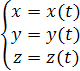 x = x(t)
y = y(t)
z = z(t)